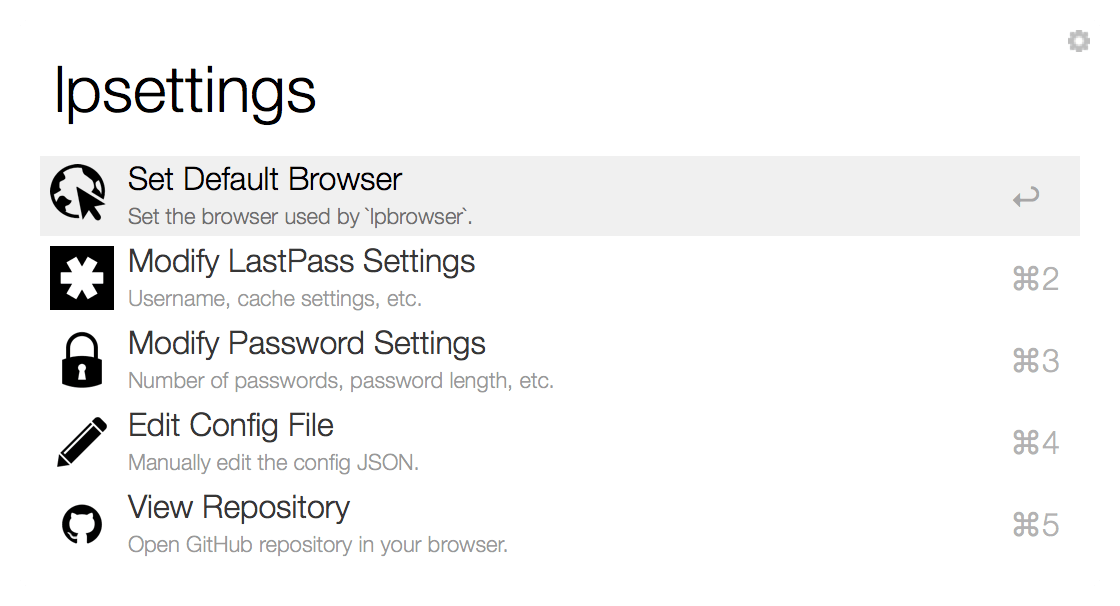 lpsettings
Set Default Browser
Set the browser used by `lpbrowser`.
Modify LastPass Settings
Username, cache settings, etc.
⌘2
Modify Password Settings
Number of passwords, password length, etc.
⌘3
Edit Config File
Manually edit the config JSON.
⌘4
View Repository
Open GitHub repository in your browser.
⌘5